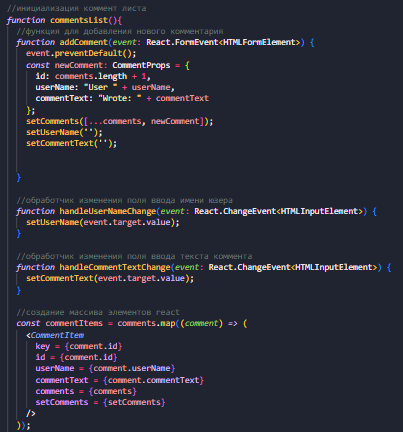 //инициализация коммент листа
function commentsList(){
//функция для добавления нового комментария
function addComment(event: React.FormEvent<HTMLFormElement>) {
event.preventDefault();
const newComment: CommentProps = {
id: comments.length + 1,
userName: "User " + userName,
commentText: "Wrote: " + commentText
};
setComments([...comments, newComment]);
setUserName('');
setCommentText('');
}
//обработчик изменения поля ввода имени юзера
function handleUserNameChange(event: React.ChangeEvent<HTMLInputElement>) {
setUserName(event.target.value);
}
//обработчик изменения поля ввода текста коммента
function handleCommentTextChange(event: React.ChangeEvent<HTMLInputElement>) {
setCommentText(event.target.value);
}
//создание массива элементов react
const commentItems = comments.map((comment) => (
<CommentItem
key = {comment.id}
id = {comment.id}
userName = {comment.userName}
commentText = {comment.commentText}
comments = {comments}
setComments = {setComments}
/>
));